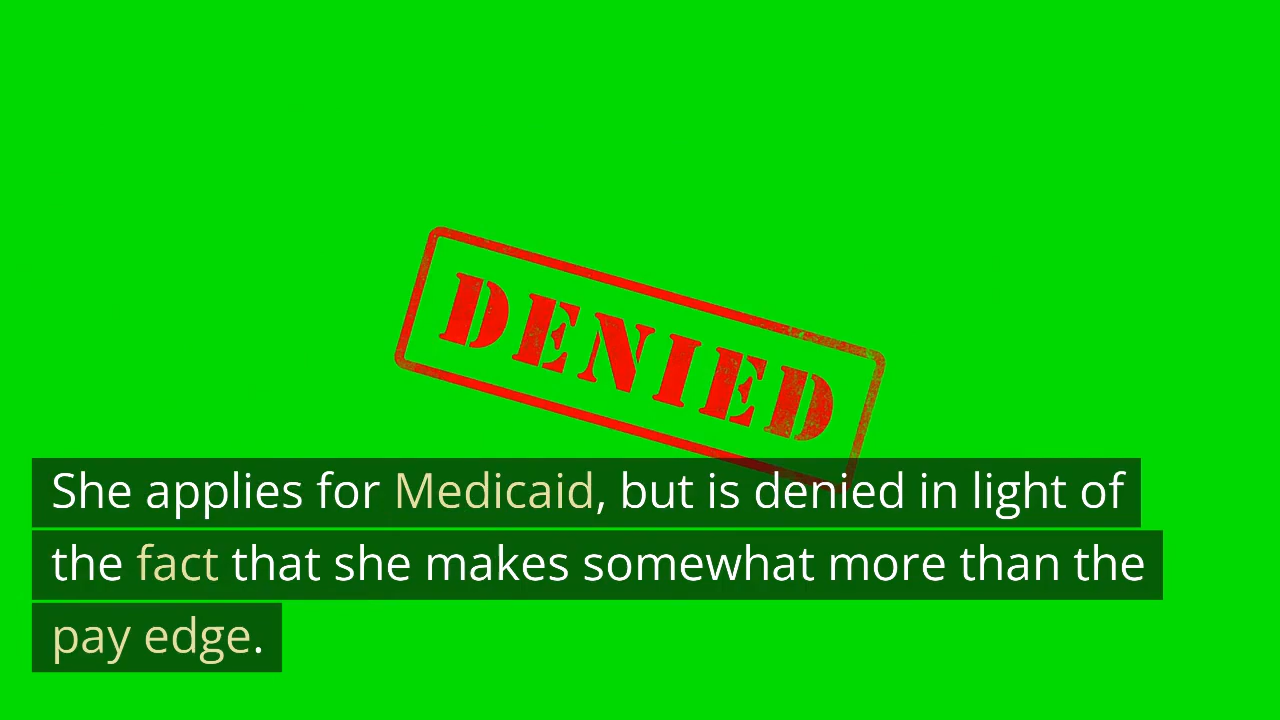 DENIED
She applies for Medicaid, but is denied in light of
the fact that she makes somewhat more than the
pay edge.